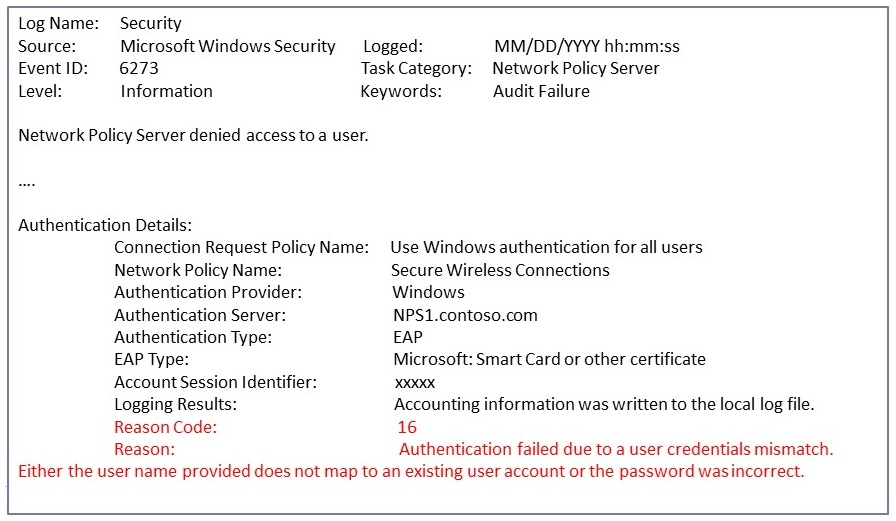 Log Name: Security
Source: Microsoft Windows Security Logged: MM/DD/YYYY hh:mm:ss
Event ID: 6273 Task Category: Network Policy Server
Level: Information Keywords: Audit Failure
Network Policy Server denied access to a user.
....
Authentication Details:
Connection Request Policy Name: Use Windows authentication for all users
Network Policy Name: Secure Wireless Connections
Authentication Provider: Windows
Authentication Server: NPS1.contoso.com
Authentication Type: EAP
EAP Type: Microsoft: Smart Card or other certificate
Account Session Identifier: xxxxx
Logging Results: Accounting information was written to the local log file.
Reason Code: 16
Reason: Authentication failed due to a user credentials mismatch.
Either the user name provided does not map to an existing user account or the password was incorrect.